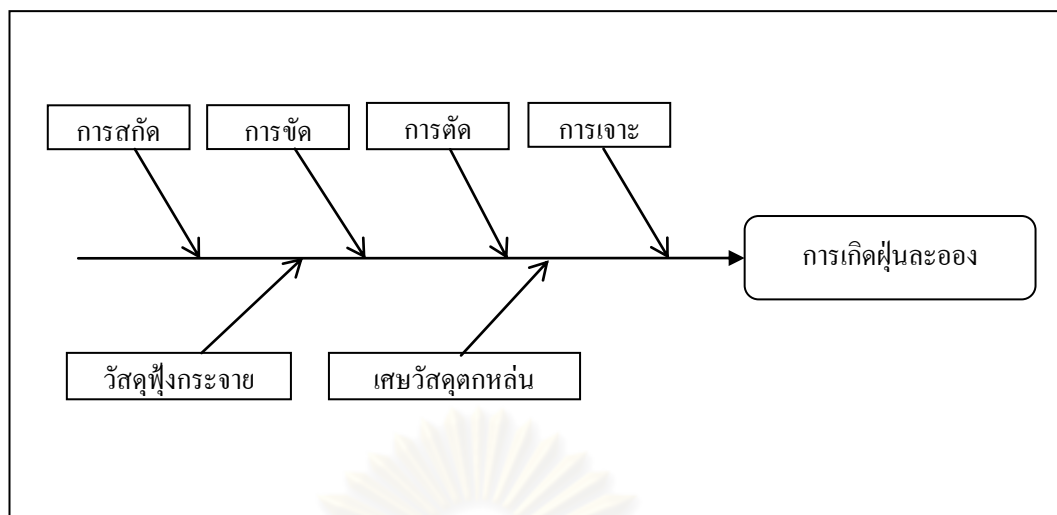 การสกัด
การขัด
การตัด
การเจาะ
การเกิดฝุ่นละออง
วัสดุฟุ้งกระจาย
เศษวัสดุตกหล่น